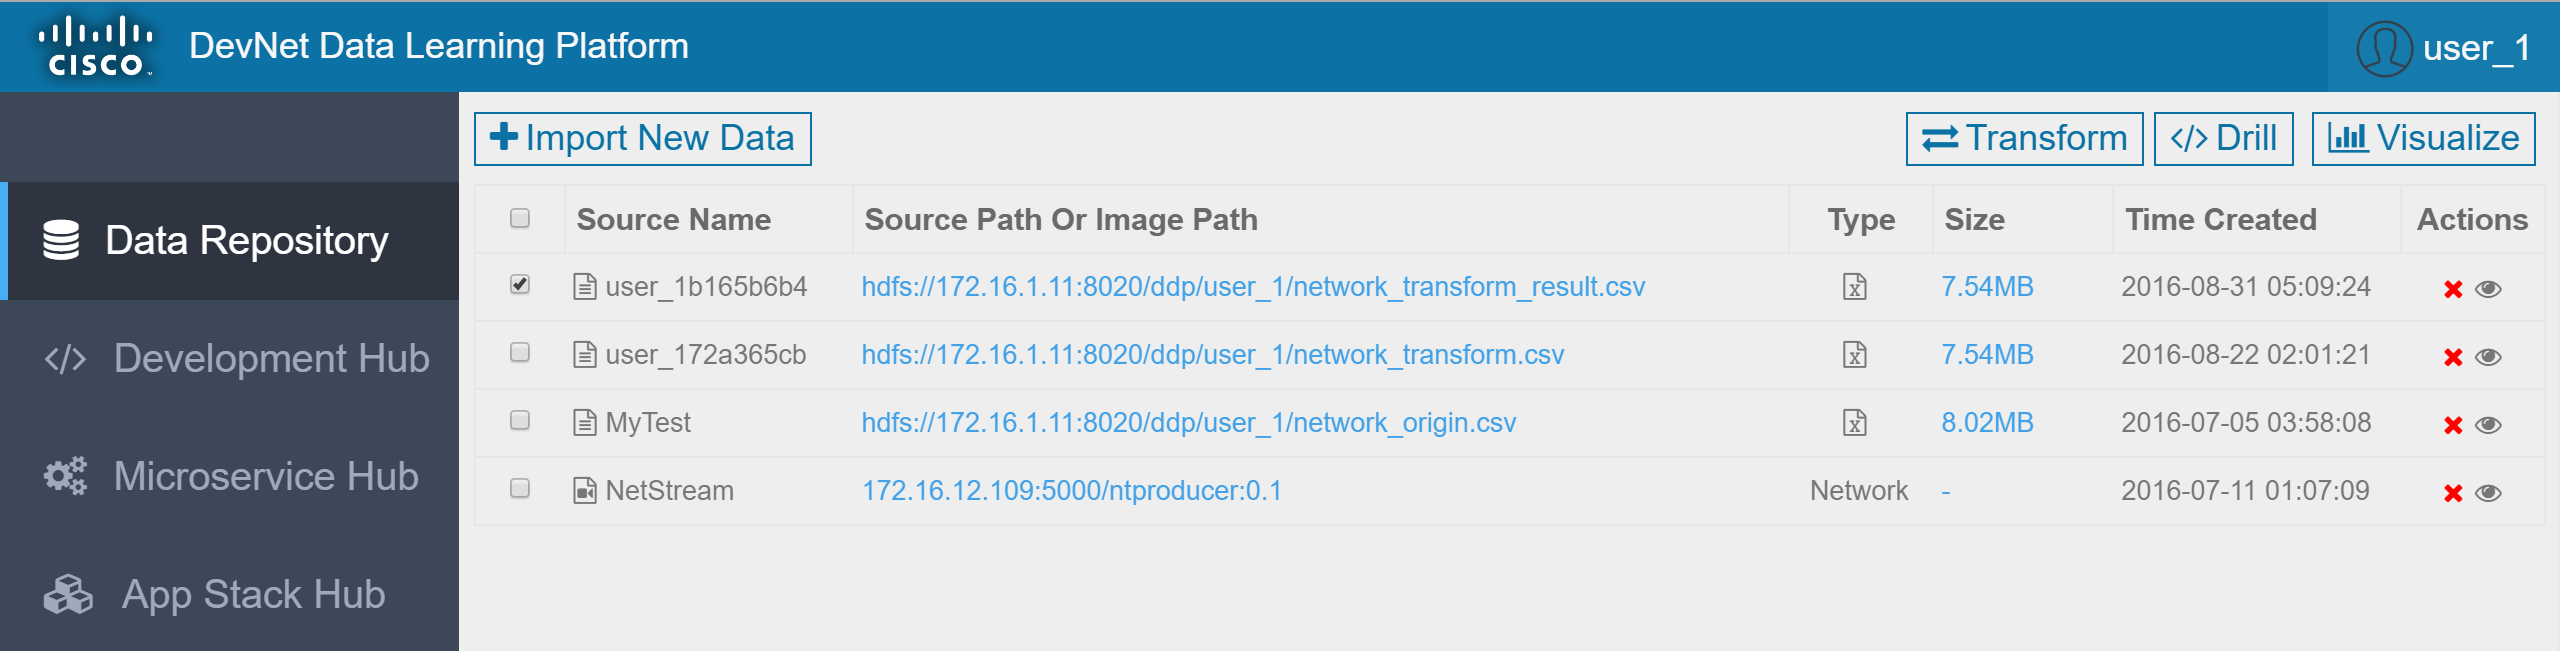 CISCO DevNet Data Learning Platform user_1
Import New Data Transform Drill Visualize
Data Repository
Development Hub
Microservice Hub
App Stack Hub
Source Name Source Path Or Image Path Type Size Time Created Actions
user_1b165b6b4 hdfs://172.16.1.11:8020/ddp/user_1/network_transform_result.csv 7.54MB 2016-08-31 05:09:24
user_172a365cb hdfs://172.16.1.11:8020/ddp/user_1/network_transform.csv 7.54MB 2016-08-22 02:01:21
MyTest hdfs://172.16.1.11:8020/ddp/user_1/network_origin.csv 8.02MB 2016-07-05 03:58:08
NetStream 172.16.12.109:5000/ntproducer:0.1 Network - 2016-07-11 01:07:09